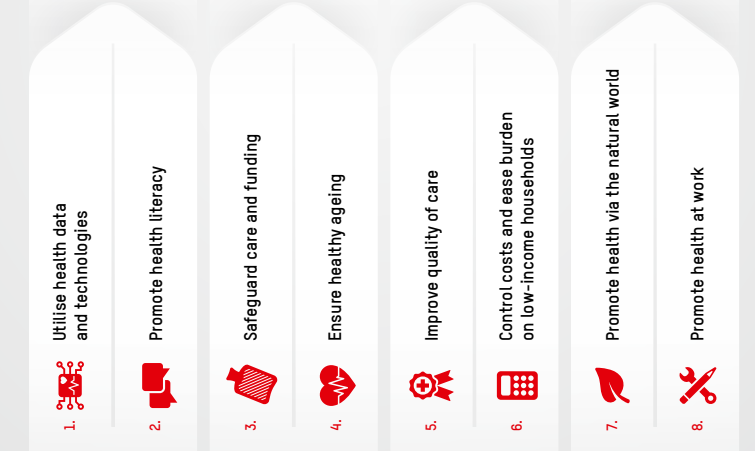 1.
Utilise health data
and technologies
2.
Promote health literacy
3.
Safeguard care and funding
4.
Ensure healthy ageing
5.
Improve quality of care
6.
Control costs and ease burden
on low-income households
7.
Promote health via the natural world
8.
Promote health at work